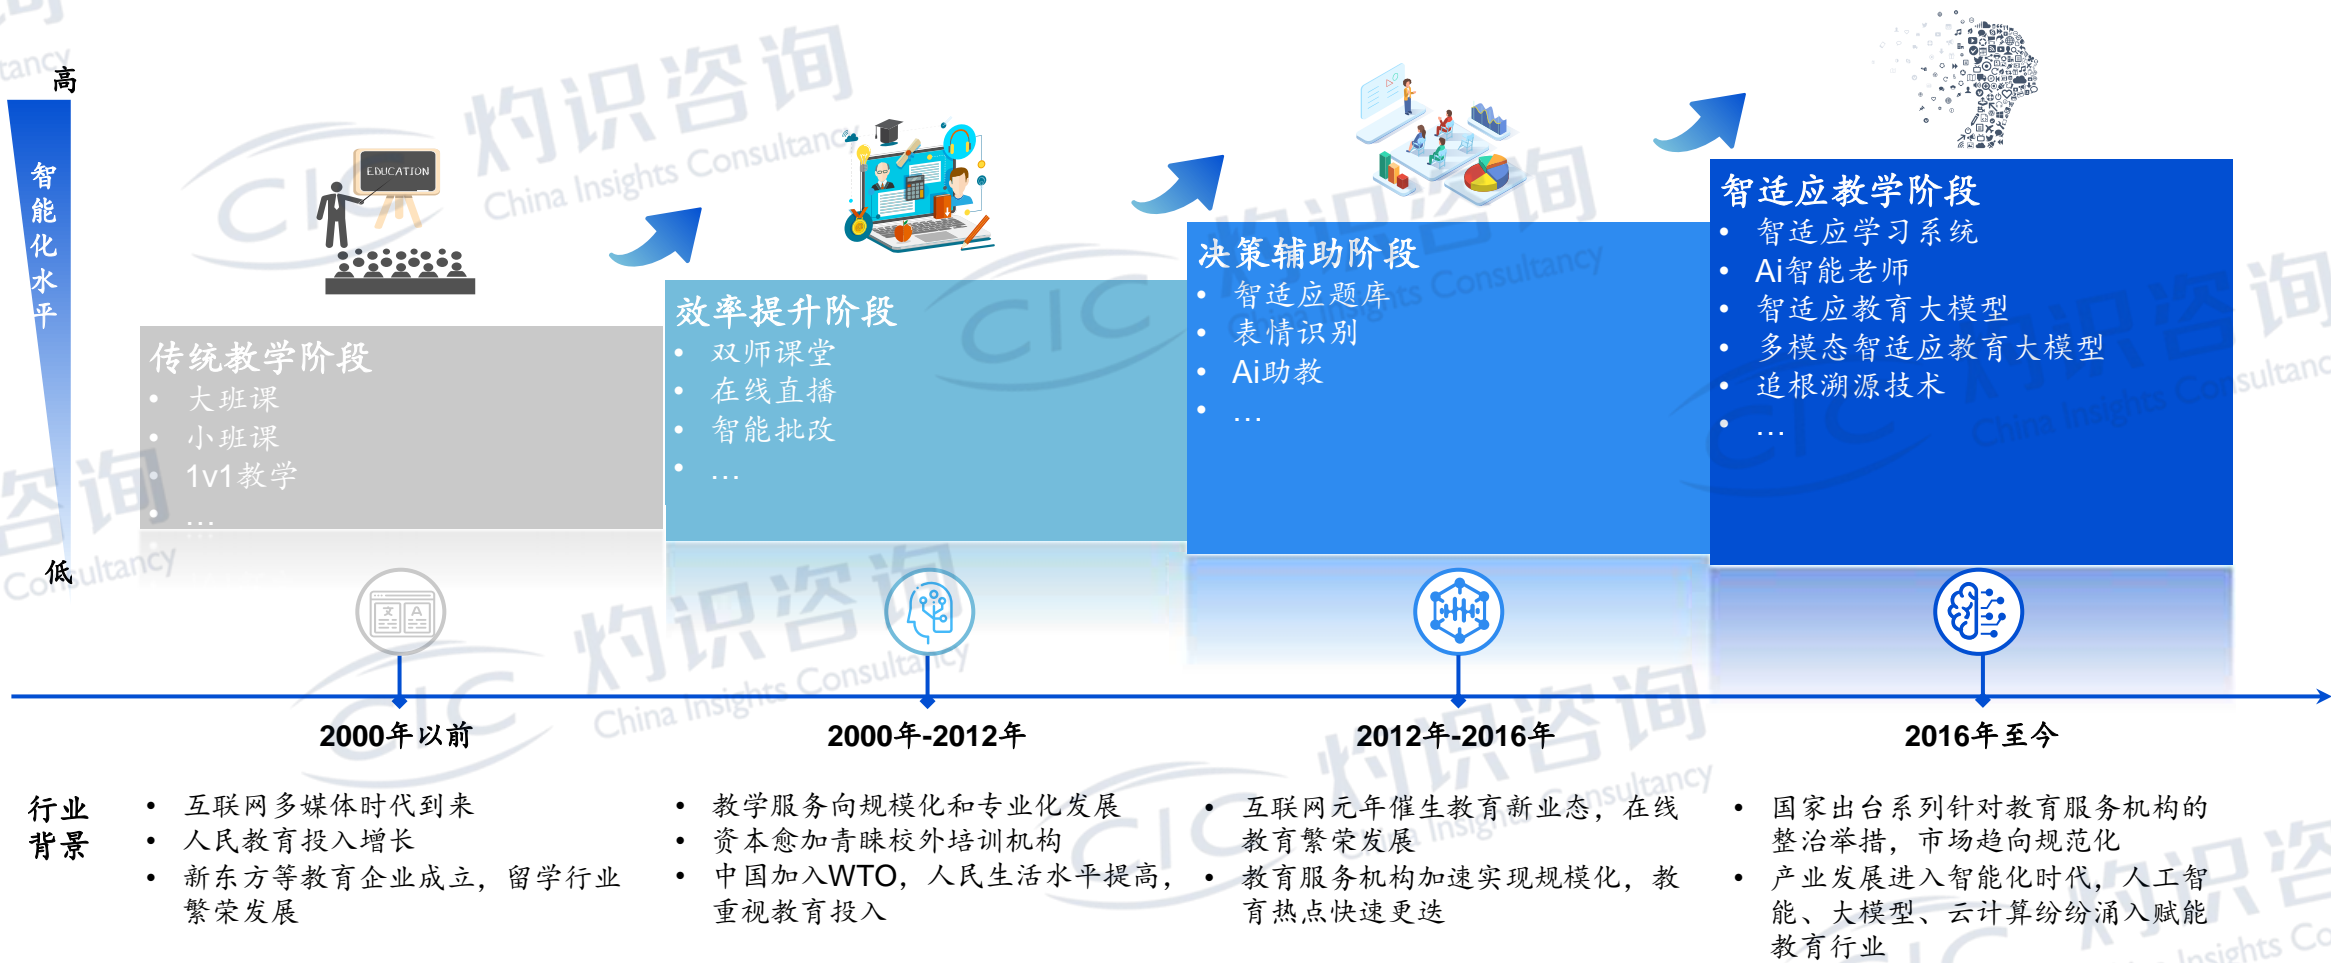 高
智能化水平
低
EDUCATION
传统教学阶段
• 大班课
• 小班课
• 1v1教学
• …
效率提升阶段
• 双师课堂
• 在线直播
• 智能批改
• …
决策辅助阶段
• 智适应题库
• 表情识别
• Ai助教
• …
智适应教学阶段
• 智适应学习系统
• Ai智能老师
• 智适应教育大模型
• 多模态智适应教育大模型
• 追根溯源技术
• …
文 A
2000年以前
2000年-2012年
2012年-2016年
2016年至今
行业
背景
• 互联网多媒体时代到来
• 人民教育投入增长
• 新东方等教育企业成立，留学行业
繁荣发展
• 教学服务向规模化和专业化发展
• 资本愈加青睐校外培训机构
• 中国加入WTO，人民生活水平提高，
重视教育投入
• 互联网元年催生教育新业态，在线
教育繁荣发展
• 教育服务机构加速实现规模化，教
育热点快速更迭
• 国家出台系列针对教育服务机构的
整治举措，市场趋向规范化
• 产业发展进入智能化时代，人工智
能、大模型、云计算纷纷涌入赋能
教育行业
CIC 灼识咨询
China Insights Consultancy